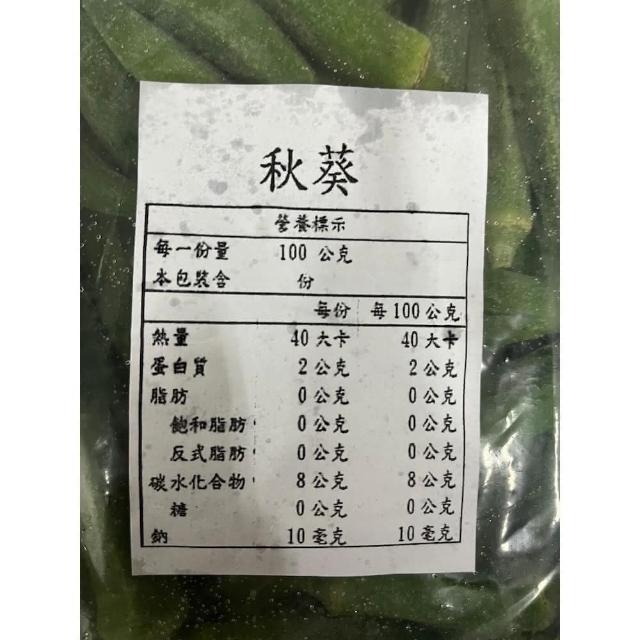 秋葵
營養標示
每一份量 100 公克
本包裝含 份
每份 每100公克
熱量 40大卡 40大卡
蛋白質 2公克 2公克
脂肪 0公克 0公克
飽和脂肪 0公克 0公克
反式脂肪 0公克 0公克
碳水化合物 8公克 8公克
糖 0公克 0公克
鈉 10毫克 10毫克